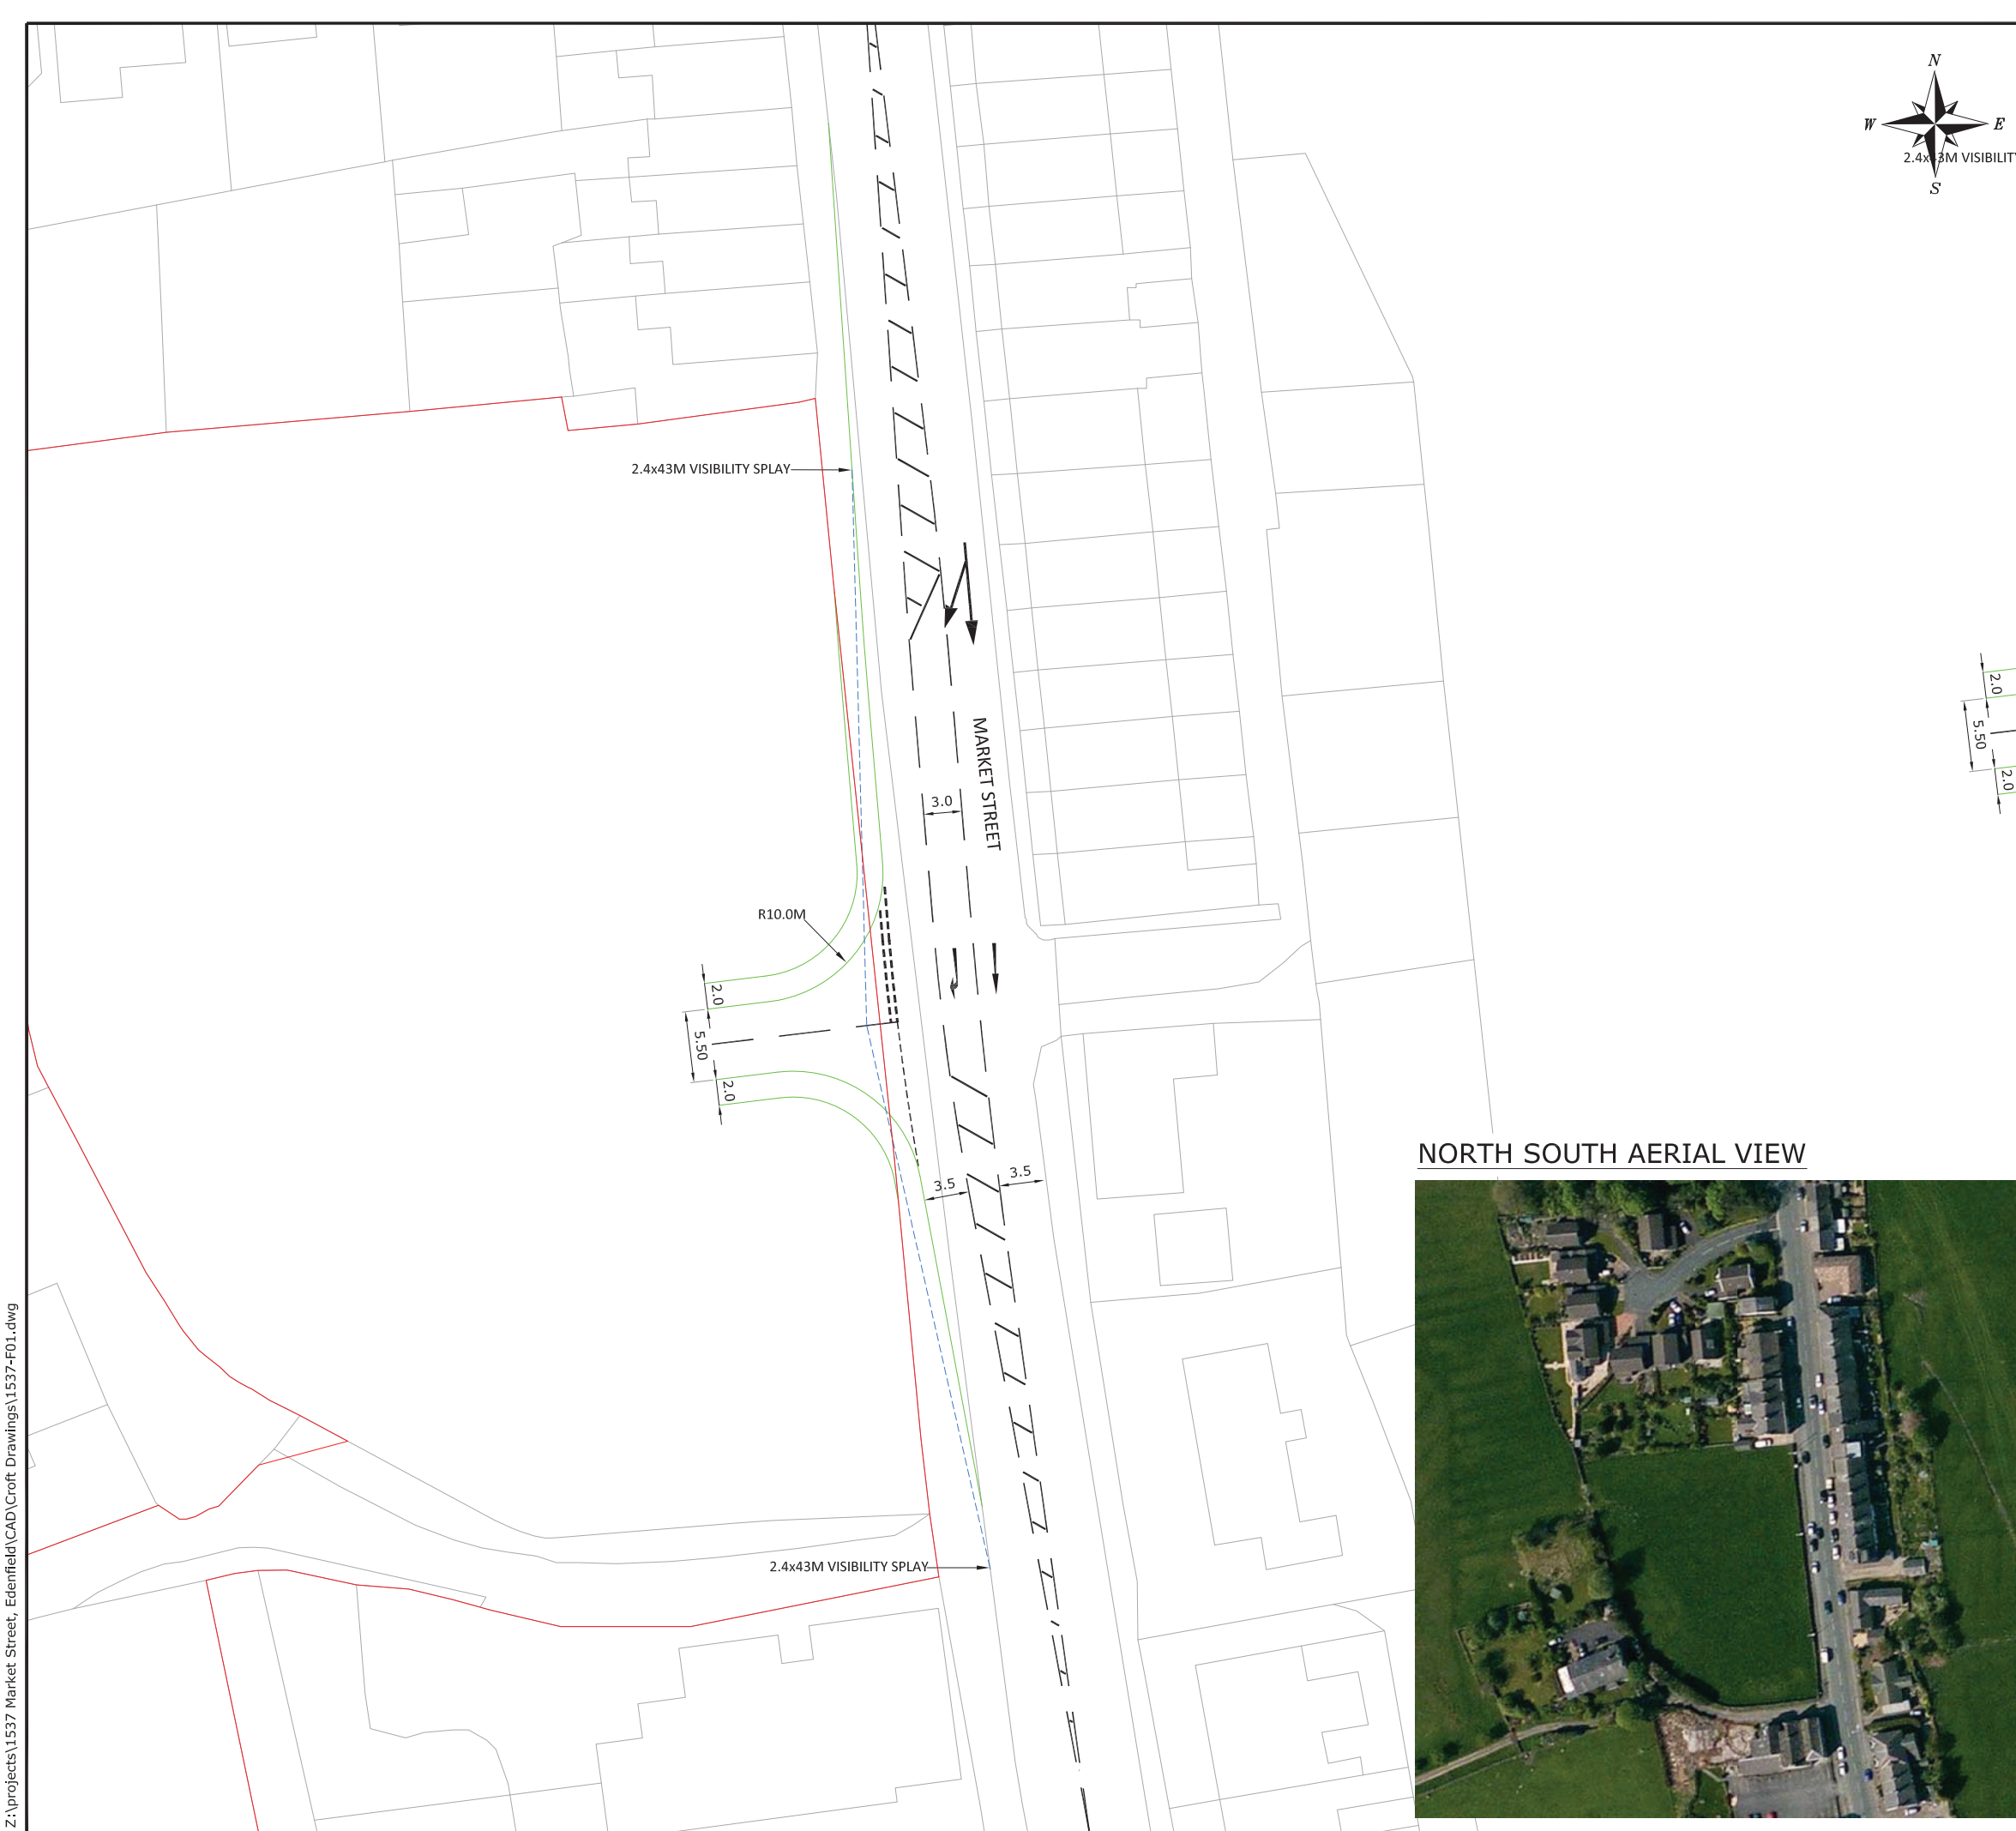 N
W
E
2.4x43M VISIBILITY
S
2.4x43M VISIBILITY SPLAY
2.0
5.50
2.0
MARKET STREET
3.0
R10.0M
2.0
5.50
2.0
3.5
3.5
NORTH SOUTH AERIAL VIEW
2.4x43M VISIBILITY SPLAY
Z:\projects\1537 Market Street, Edenfield\CAD\Croft Drawings\1537-F01.dwg